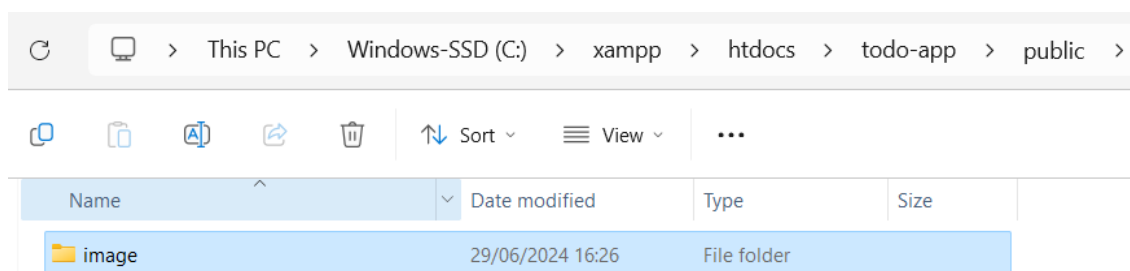 This PC > Windows-SSD (C:) > xampp > htdocs > todo-app > public >
Sort View ...
Name Date modified Type Size
image 29/06/2024 16:26 File folder